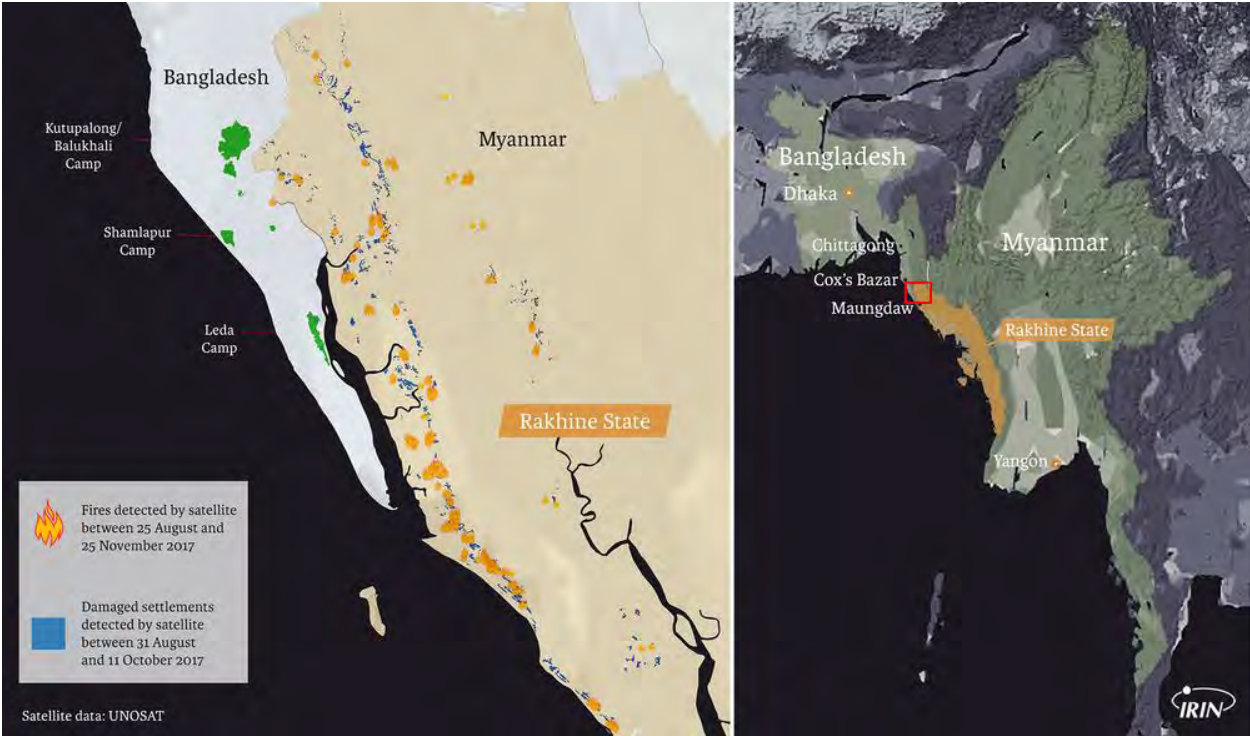 Bangladesh
Kutupalong/
Balukhali
Camp
Myanmar
Shamlapur
Camp
Leda
Camp
Rakhine State
Fires detected by satellite
between 25 August and
25 November 2017
Damaged settlements
detected by satellite
between 31 August
and 11 October 2017
Satellite data: UNOSAT
Bangladesh
Dhaka
Chittagong
Myanmar
Cox's Bazar
Maungdaw
Rakhine State
Yangon
IRIN